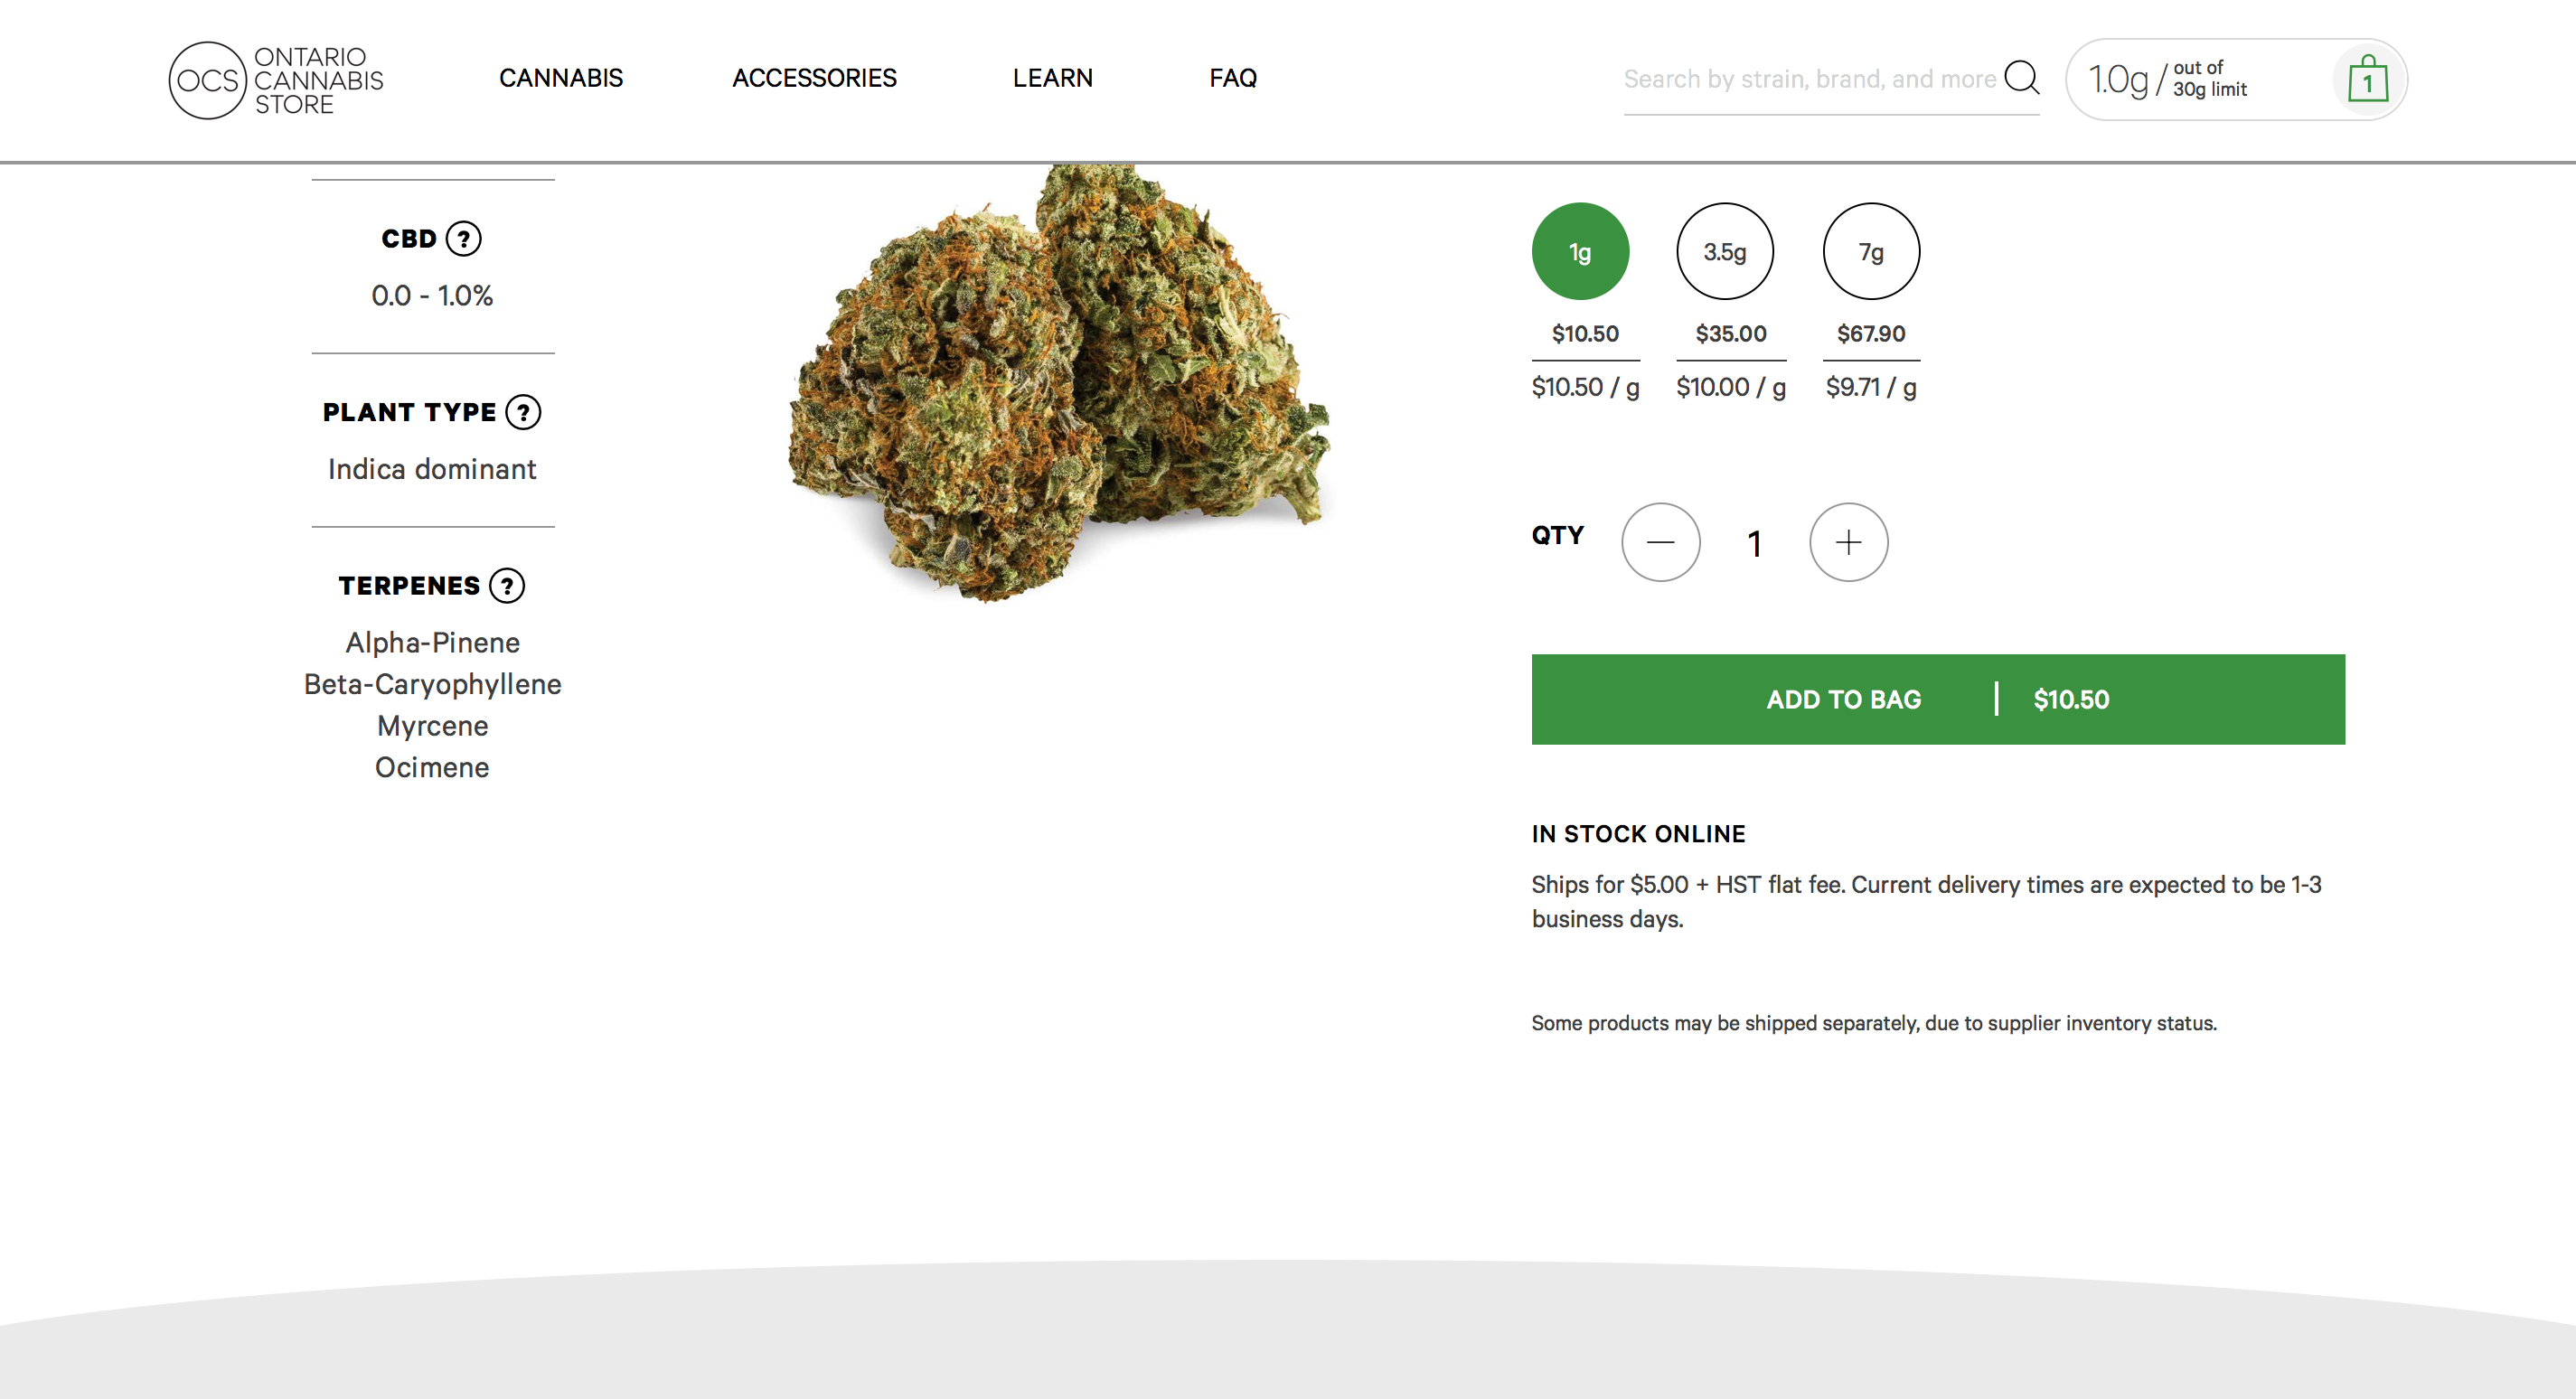 OCS
ONTARIO
CANNABIS
STORE
CANNABIS
ACCESSORIES
LEARN
FAQ
Search by strain, brand, and more
1.0g / out of
30g limit
1
CBD ?
0.0 - 1.0%
PLANT TYPE ?
Indica dominant
TERPENES ?
Alpha-Pinene
Beta-Caryophyllene
Myrcene
Ocimene
1g 3.5g 7g
$10.50 $35.00 $67.90
$10.50 / g $10.00 / g $9.71 / g
QTY — 1 +
ADD TO BAG | $10.50
IN STOCK ONLINE
Ships for $5.00 + HST flat fee. Current delivery times are expected to be 1-3
business days.
Some products may be shipped separately, due to supplier inventory status.